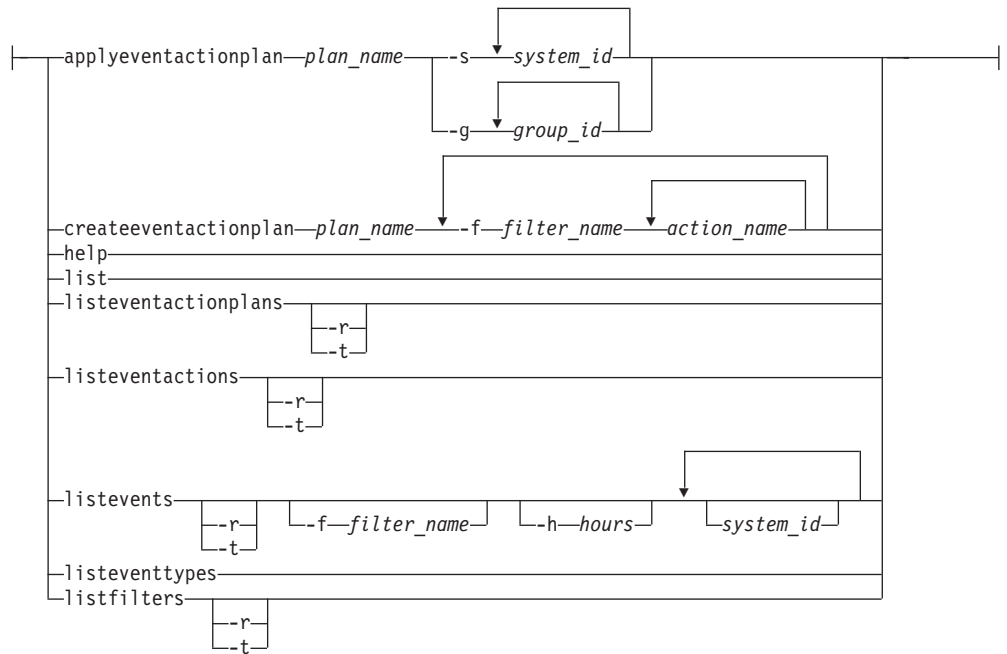 applyeventactionplan plan_name -s system_id
-g group_id
createeventactionplan plan_name -f filter_name action_name
help
list
listeventactionplans
-r
-t
listeventactions
-r
-t
listevents
-r -f filter_name -h hours system_id
-t
listeventtypes
listfilters
-r
-t